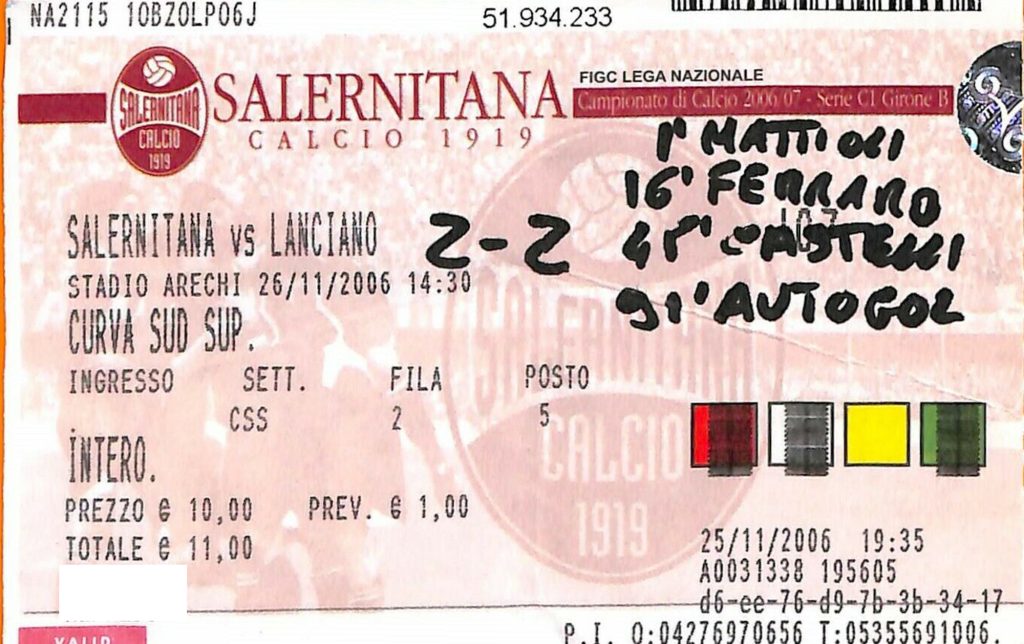 NA2115 10BZOLP06J 51.934.233
SALERNITANA
CALCIO
1919
SALERNITANA
CALCIO 1919
FIGC LEGA NAZIONALE
Campionato di Calcio 2006/07 - Serie C1 Girone B
1' MATTIOLI
16' FERRARO
CASTELLI
91' AUTOGOL
2-2
SALERNITANA vs LANCIANO
STADIO ARECHI 26/11/2006 14:30
CURVA SUD SUP.
INGRESSO SETT. FILA POSTO
CSS 2 5
INTERO.
PREZZO € 10,00 PREV. € 1,00
TOTALE € 11,00
SALERNITANA
CALCIO
1919
25/11/2006 19:35
A0031338 195605
d6-ee-76-d9-7b-3b-34-17
P.I. O:04276970656 T:05355691006.